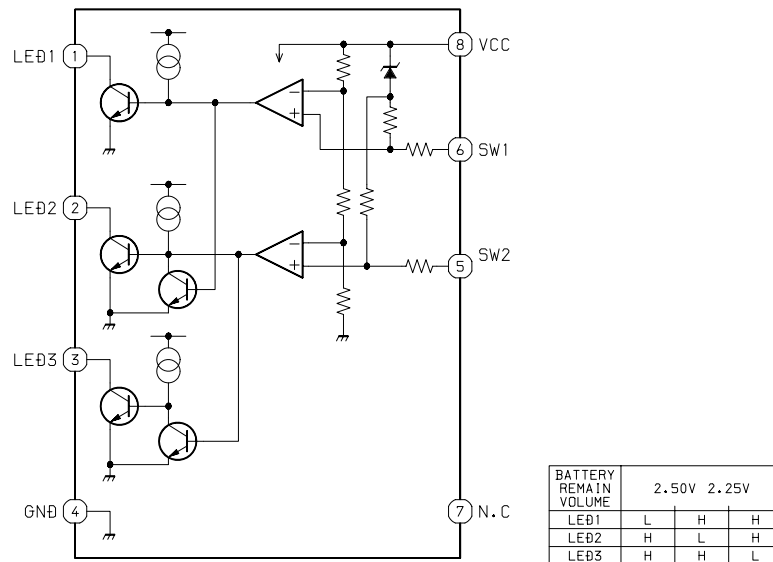 LED1 1
8 VCC
6 SW1
LED2 2
5 SW2
LED3 3
GND 4
7 N.C
BATTERY REMAIN VOLUME 2.50V 2.25V
LED1 L H H
LED2 H L H
LED3 H H L